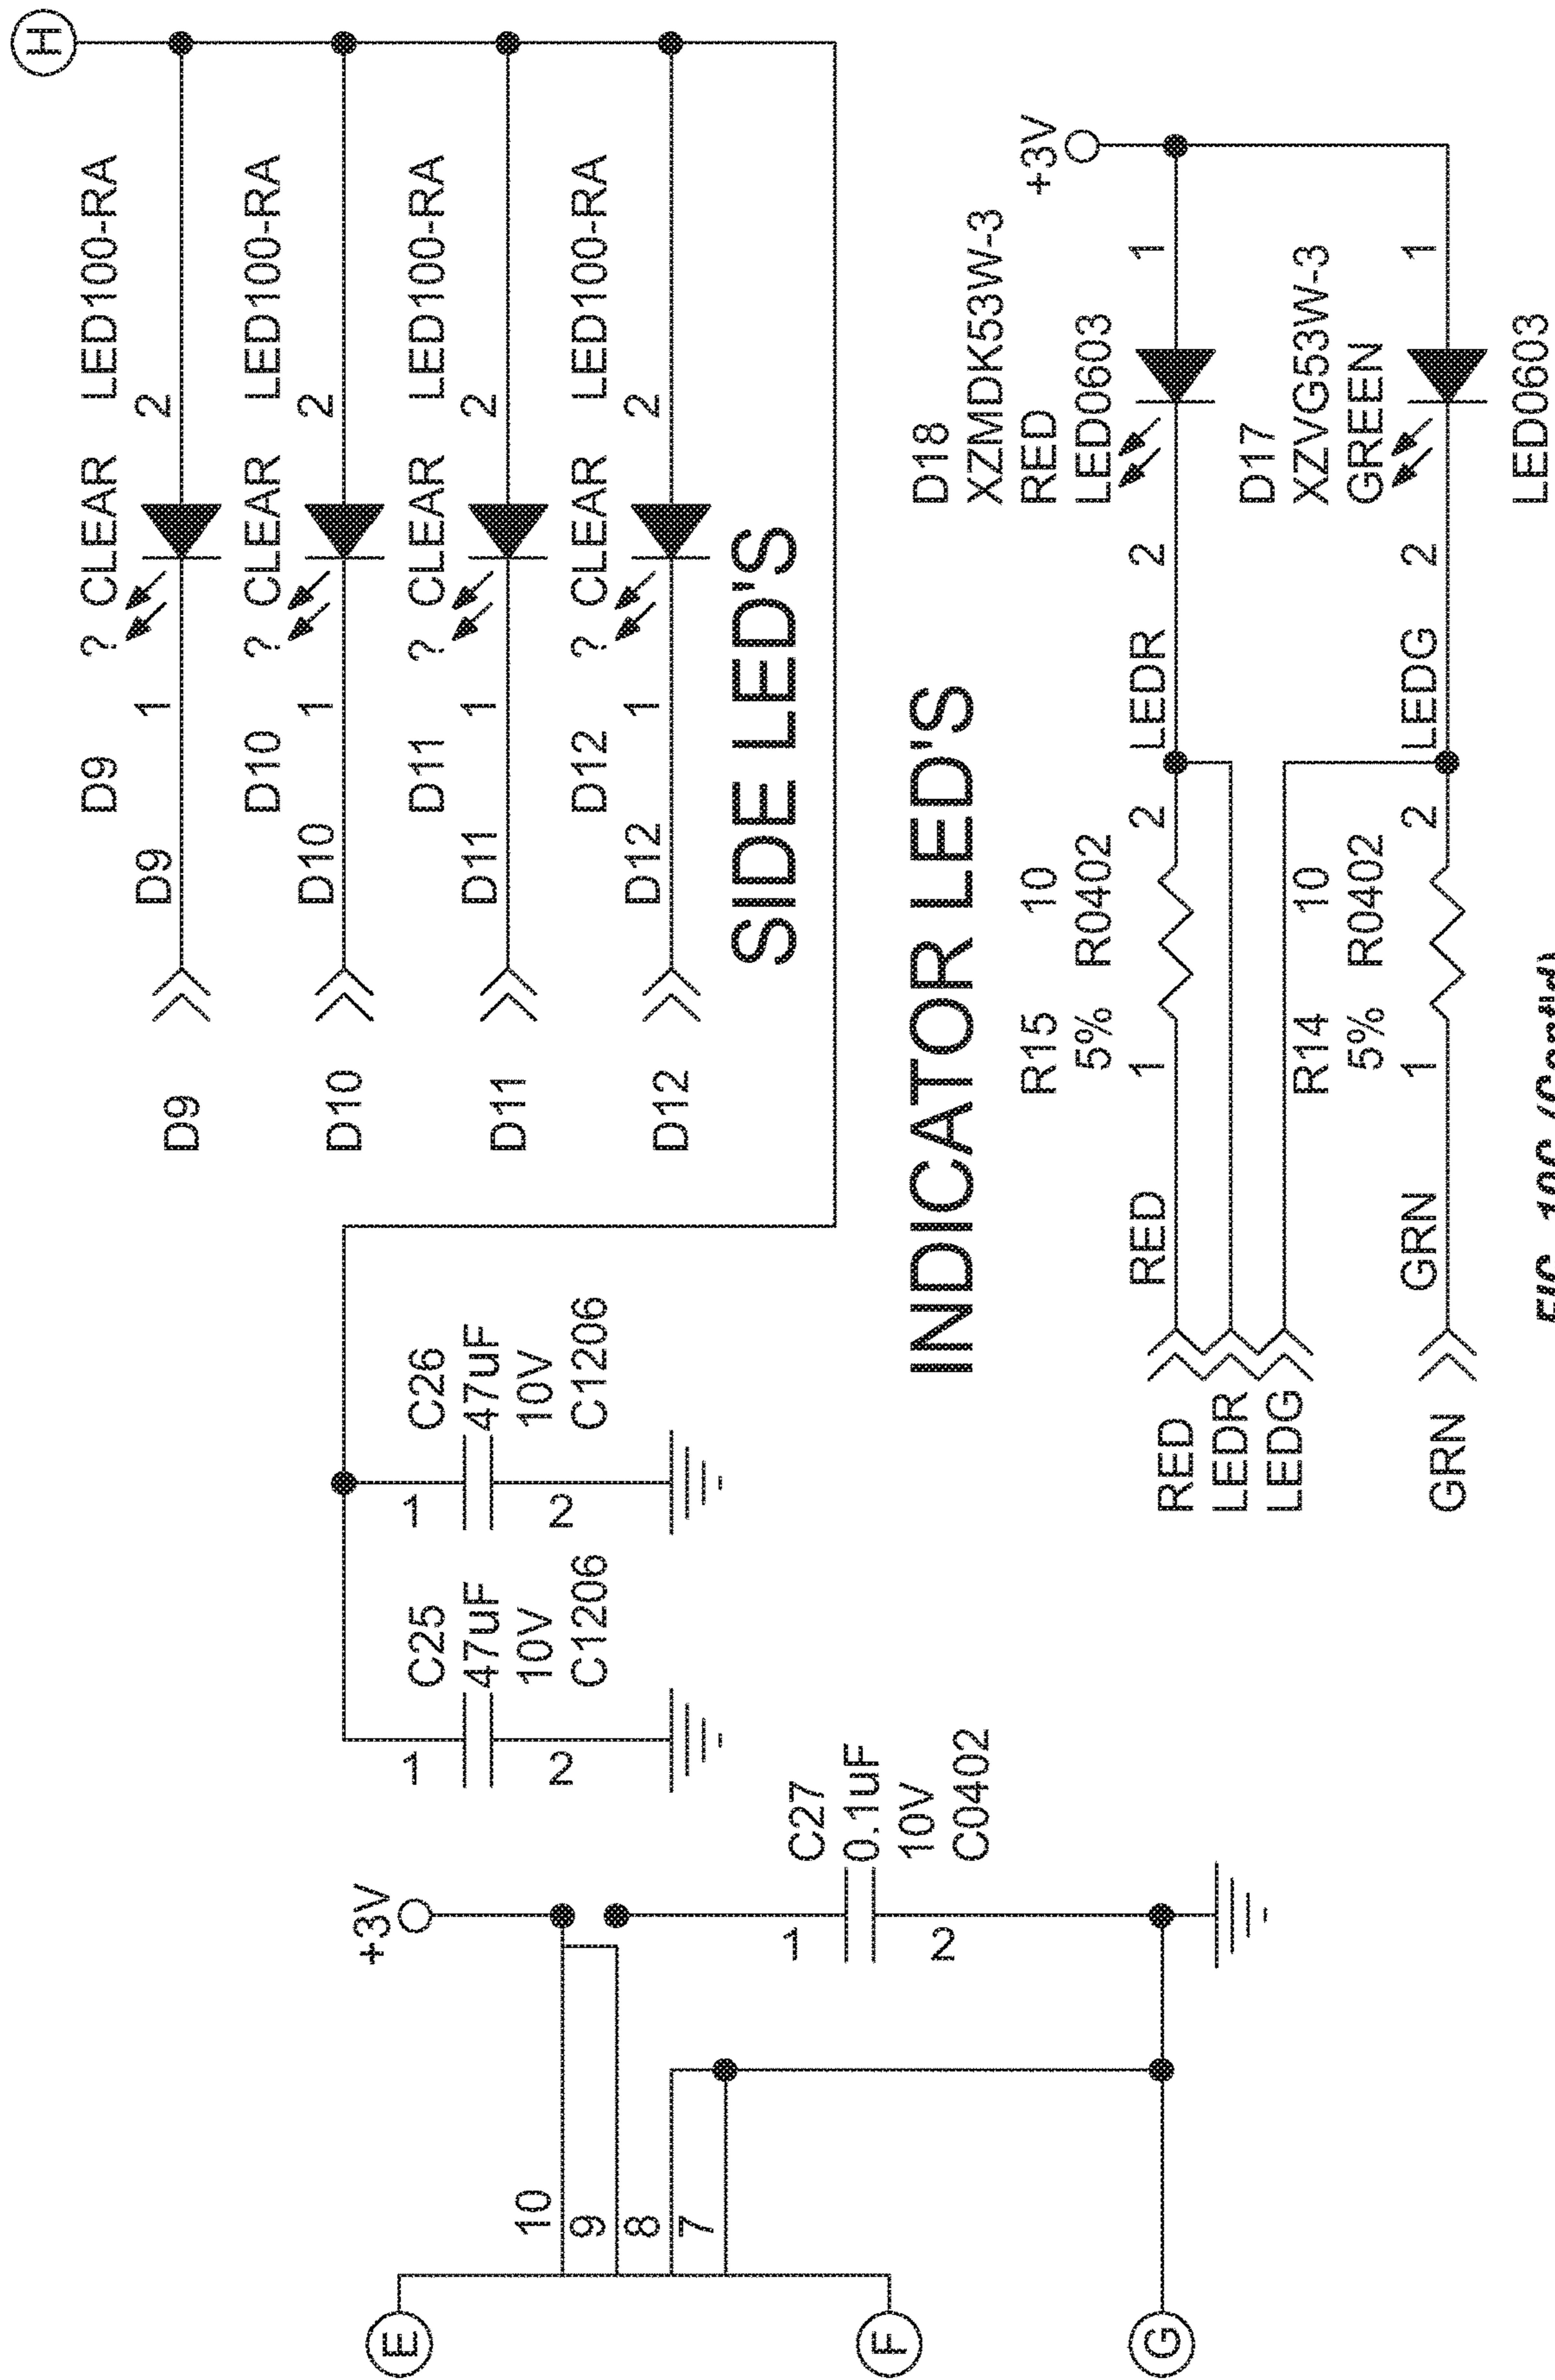 H
D9 ? CLEAR LED100-RA
D9 1 2
D9
D10 ? CLEAR LED100-RA
D10 1 2
D10
D11 ? CLEAR LED100-RA
D11 1 2
D11
D12 ? CLEAR LED100-RA
D12 1 2
D12
SIDE LED'S
C25
47uF
10V
C1206
1
2
C26
47uF
10V
C1206
1
2
+3V
10
9
8
7
E
F
G
C27
0.1uF
10V
C0402
1
2
INDICATOR LED'S
+3V
D18
XZMDK53W-3
RED
LED0603
R15 10
5% R0402
RED 1 2 LEDR 2 1
RED
LEDR
LEDG
D17
XZVG53W-3
GREEN
R14 10
5% R0402
GRN 1 2 LEDG 2 1
GRN
LED0603
FIG. (Cont'd)